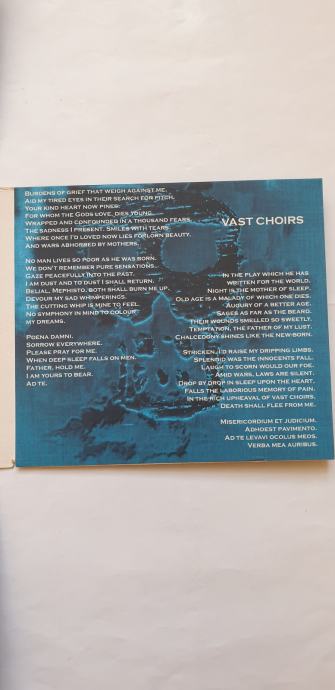 BURDENS OF GRIEF THAT WEIGH AGAINST ME.
AID MY TIRED EYES IN THEIR SEARCH FOR PITCH.
YOUR KIND HEART NOW PINES.
FOR WHOM THE GODS LOVE, DIES YOUNG.
WRAPPED AND CONFOUNDED IN A THOUSAND FEARS.
THE SADNESS I PRESENT. SMILES WITH TEARS.
WHERE ONCE I'D LOVED NOW LIES FORLORN BEAUTY.
AND WARS ABHORRED BY MOTHERS.

NO MAN LIVES SO POOR AS HE WAS BORN.
WE DON'T REMEMBER PURE SENSATIONS.
GAZE PEACEFULLY INTO THE PAST.
I AM DUST AND TO DUST I SHALL RETURN.
BELIAL, MEPHISTO, BOTH SHALL BURN ME UP.
DEVOUR MY SAD WHIMPERINGS.
THE CUTTING WHIP IS MINE TO FEEL.
NO SYMPHONY IN MIND TO COLOUR
MY DREAMS.

POENA DAMNI.
SORROW EVERYWHERE.
PLEASE PRAY FOR ME.
WHEN DEEP SLEEP FALLS ON MEN.
FATHER, HOLD ME.
I AM YOURS TO BEAR.
AD TE.

VAST CHOIRS

IN THE PLAY WHICH HE HAS
WRITTEN FOR THE WORLD.
NIGHT IS THE MOTHER OF SLEEP.
OLD AGE IS A MALADY OF WHICH ONE DIES.
AUGURY OF A BETTER AGE.
SAGES AS FAR AS THE BEARD.
THEIR WOUNDS SMELLED SO SWEETLY.
TEMPTATION, THE FATHER OF MY LUST.
CHALCEDONY SHINES LIKE THE NEW-BORN.

STRICKEN, I'D RAISE MY DRIPPING LIMBS.
SPLENDID WAS THE INNOCENTS FALL.
LAUGH TO SCORN WOULD OUR FOE.
AMID WARS, LAWS ARE SILENT.
DROP BY DROP IN SLEEP UPON THE HEART.
FALLS THE LABORIOUS MEMORY OF PAIN.
IN THE RICH UPHEAVAL OF VAST CHOIRS.
DEATH SHALL FLEE FROM ME.

MISERICORDIUM ET JUDICIUM.
ADHOEST PAVIMENTO.
AD TE LEVAVI OCOLUS MEOS.
VERBA MEA AURIBUS.